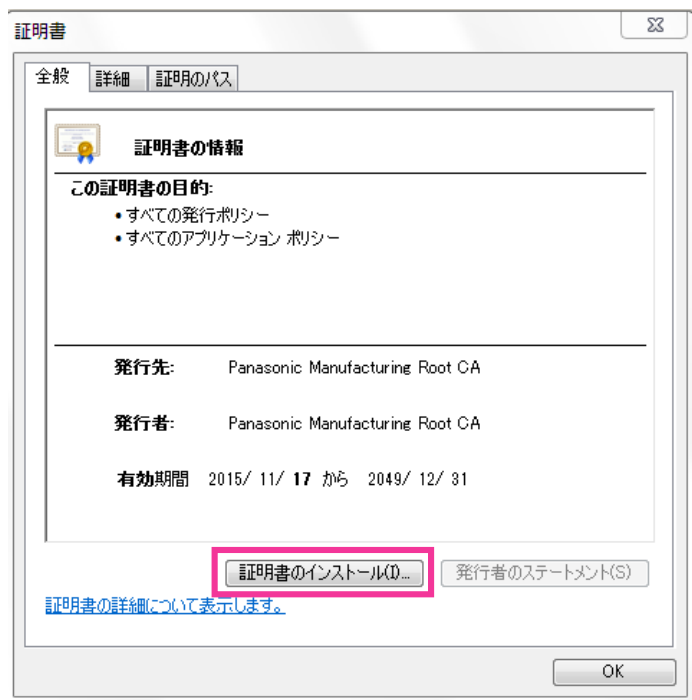 証明書
全般 詳細 証明のパス
証明書の情報
この証明書の目的:
• すべての発行ポリシー
• すべてのアプリケーション ポリシー
発行先: Panasonic Manufacturing Root CA
発行者: Panasonic Manufacturing Root CA
有効期間 2015/ 11/ 17 から 2049/ 12/ 31
証明書のインストール(I)... 発行者のステートメント(S)
証明書の詳細について表示します。
OK